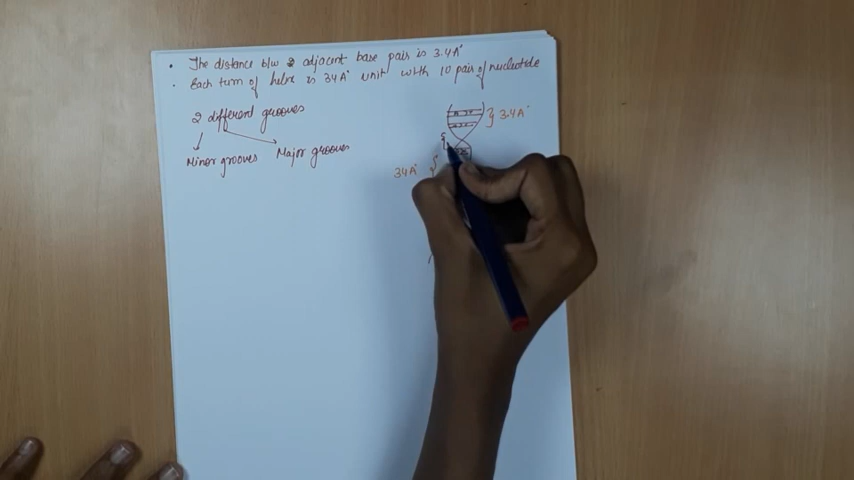 • The distance b/w 2 adjacent base pair is 3.4A°
• Each turn of helix is 34A° unit with 10 pair of nucleotide
2 different grooves
Minor grooves Major grooves
3.4A°
34A°